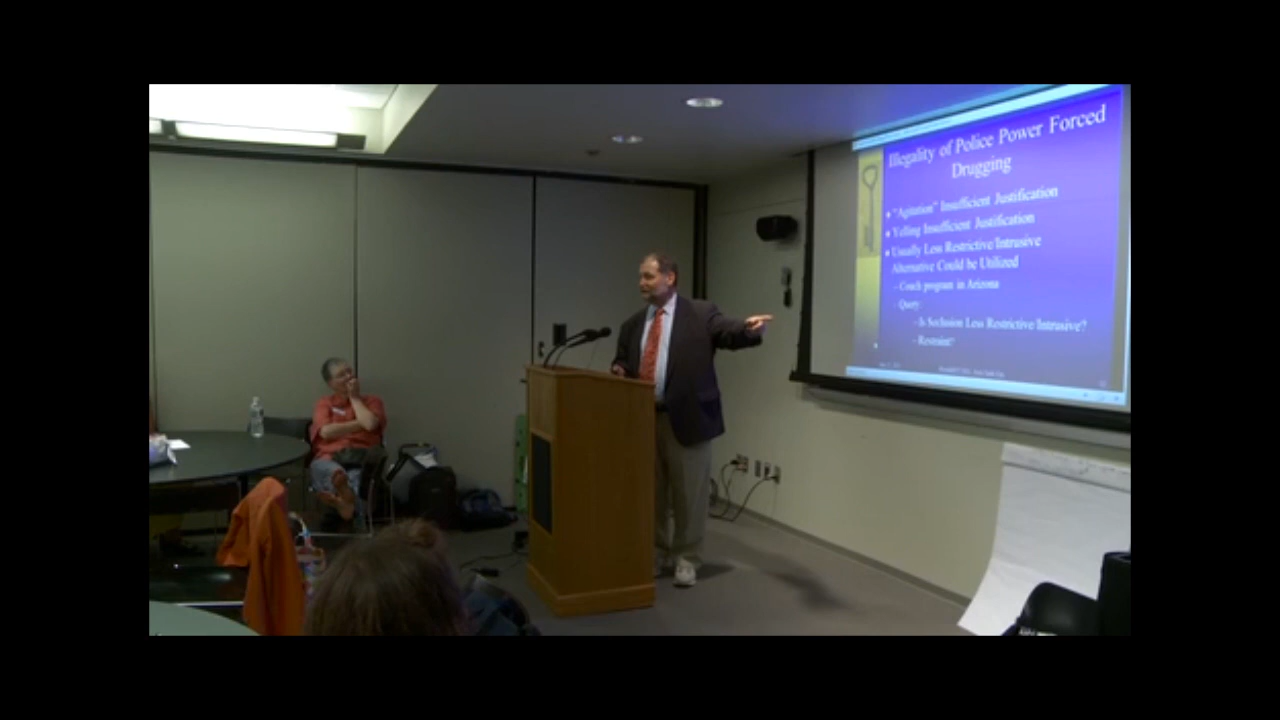 Illegality of Police Power Forced
Drugging
• "Agitation" Insufficient Justification
• Yelling Insufficient Justification
• Usually Less Restrictive/Intrusive
Alternative Could be Utilized
- Couch program in Arizona
- Query:
- Is Seclusion Less Restrictive/Intrusive?
- Restraint?